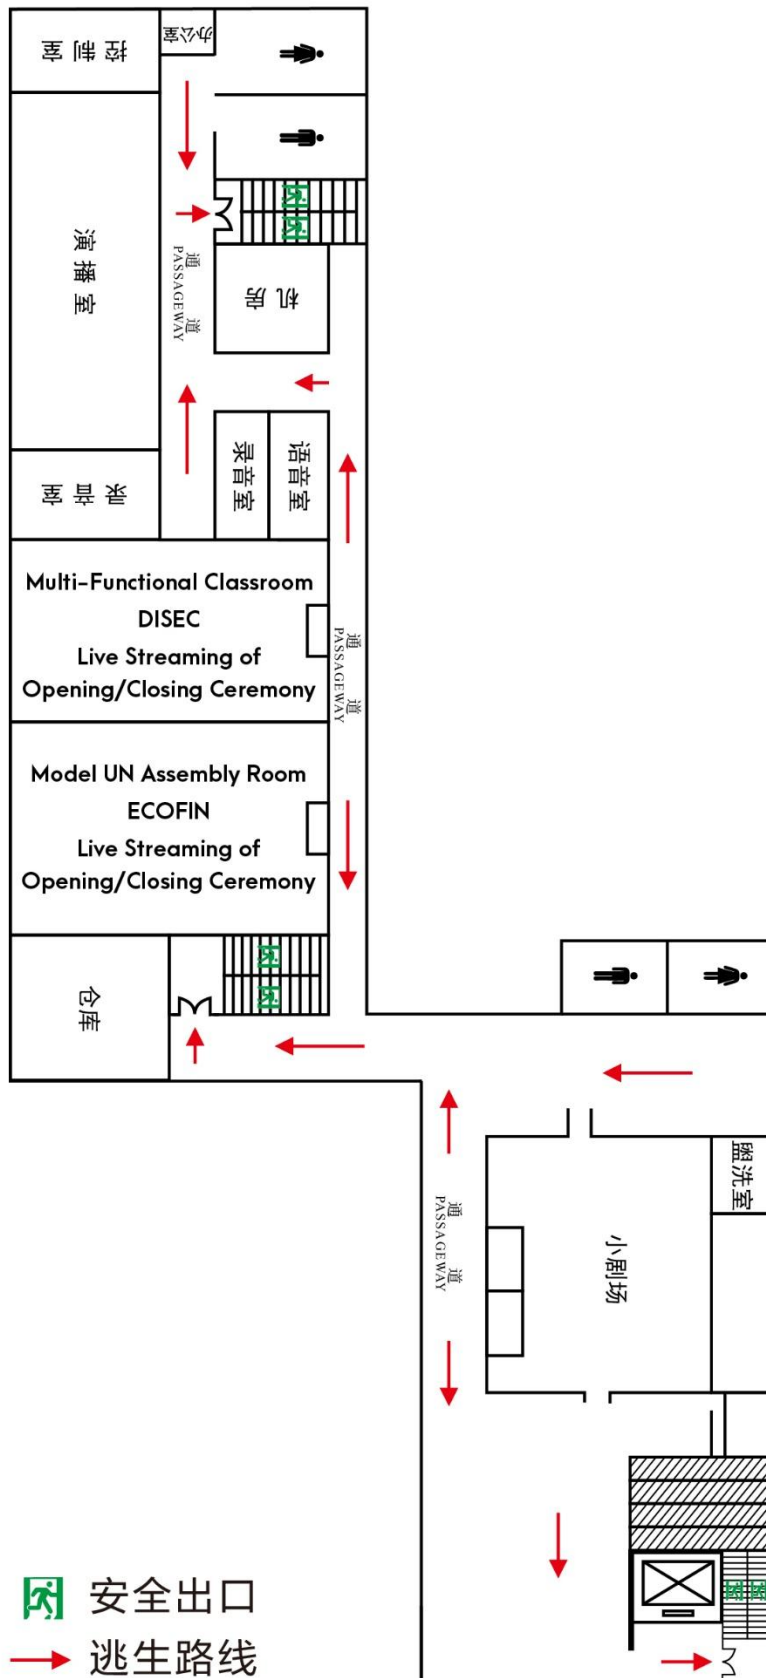 控制室
办公室
演播室
通道
PASSAGEWAY
机房
录音室
语音室
录音室
Multi-Functional Classroom
DISEC
Live Streaming of
Opening/Closing Ceremony
通道
PASSAGEWAY
Model UN Assembly Room
ECOFIN
Live Streaming of
Opening/Closing Ceremony
仓库
盥洗室
通道
PASSAGEWAY
小剧场
安全出口
逃生路线